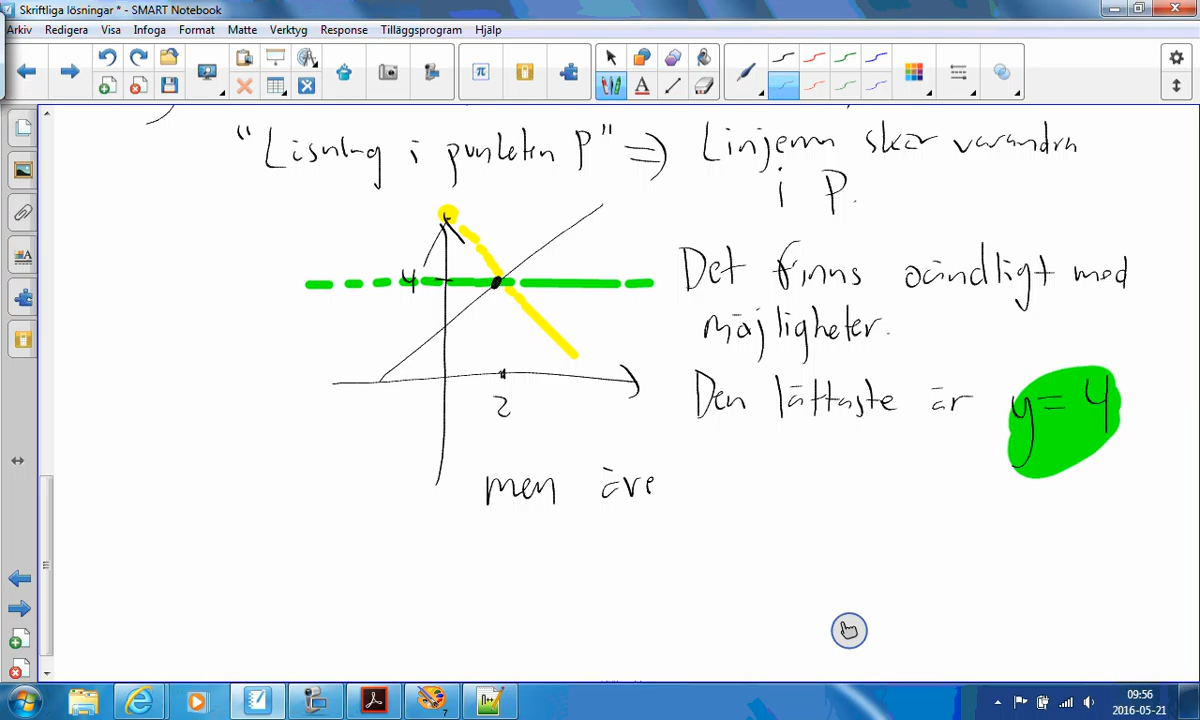 Skriftliga lösningar * - SMART Notebook
Arkiv Redigera Visa Infoga Format Matte Verktyg Response Tilläggsprogram Hjälp
"Lösning i punkten P" => Linjerna skär varandra
i P.
4
Det finns oändligt med
möjligheter.
Den lättaste är y = 4
2
men äve
09:56
2016-05-21